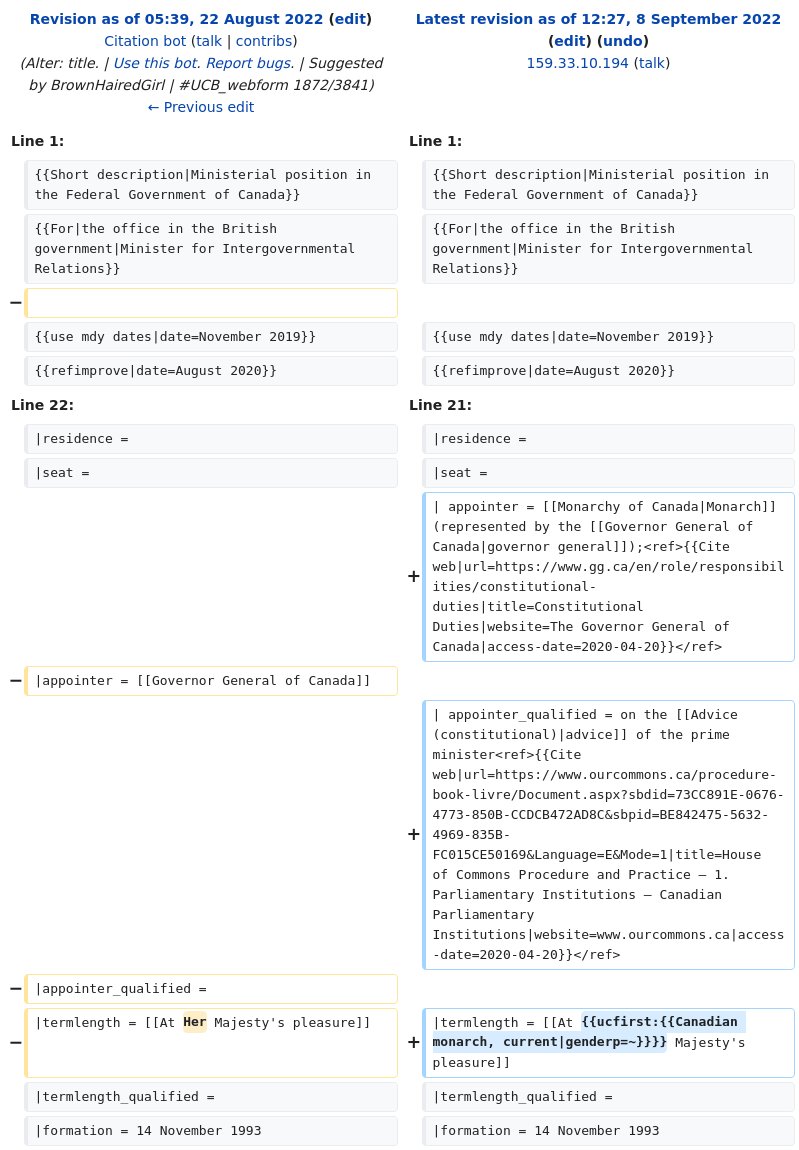 Revision as of 05:39, 22 August 2022 (edit)
Citation bot (talk | contribs)
(Alter: title. | Use this bot. Report bugs. | Suggested
by BrownHairedGirl | #UCB_webform 1872/3841)
← Previous edit
Latest revision as of 12:27, 8 September 2022
(edit) (undo)
159.33.10.194 (talk)
Line 1:
Line 1:
{{Short description|Ministerial position in
the Federal Government of Canada}}
{{Short description|Ministerial position in
the Federal Government of Canada}}
{{For|the office in the British
government|Minister for Intergovernmental
Relations}}
{{For|the office in the British
government|Minister for Intergovernmental
Relations}}
−
{{use mdy dates|date=November 2019}}
{{use mdy dates|date=November 2019}}
{{refimprove|date=August 2020}}
{{refimprove|date=August 2020}}
Line 22:
Line 21:
|residence =
|residence =
|seat =
|seat =
+
| appointer = [[Monarchy of Canada|Monarch]]
(represented by the [[Governor General of
Canada|governor general]]);<ref>{{Cite
web|url=https://www.gg.ca/en/role/responsibil
ities/constitutional-
duties|title=Constitutional
Duties|website=The Governor General of
Canada|access-date=2020-04-20}}</ref>
−
|appointer = [[Governor General of Canada]]
+
| appointer_qualified = on the [[Advice
(constitutional)|advice]] of the prime
minister<ref>{{Cite
web|url=https://www.ourcommons.ca/procedure-
book-livre/Document.aspx?sbdid=73CC891E-0676-
4773-850B-CCDCB472AD8C&sbpid=BE842475-5632-
4969-835B-
FC015CE50169&Language=E&Mode=1|title=House
of Commons Procedure and Practice – 1.
Parliamentary Institutions – Canadian
Parliamentary
Institutions|website=www.ourcommons.ca|access
-date=2020-04-20}}</ref>
−
|appointer_qualified =
−
|termlength = [[At Her Majesty's pleasure]]
+
|termlength = [[At {{ucfirst:{{Canadian
monarch, current|genderp=~}}}} Majesty's
pleasure]]
|termlength_qualified =
|termlength_qualified =
|formation = 14 November 1993
|formation = 14 November 1993